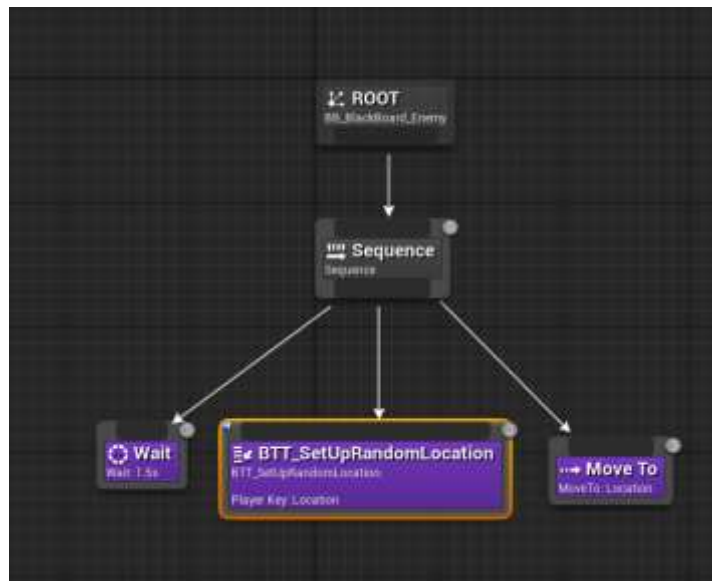 ROOT
BB_BlackBoard_Enemy
Sequence
Sequence
Wait
Wait: 1.5s
BTT_SetUpRandomLocation
BTT_SetUpRandomLocation
Player Key: Location
Move To
MoveTo: Location